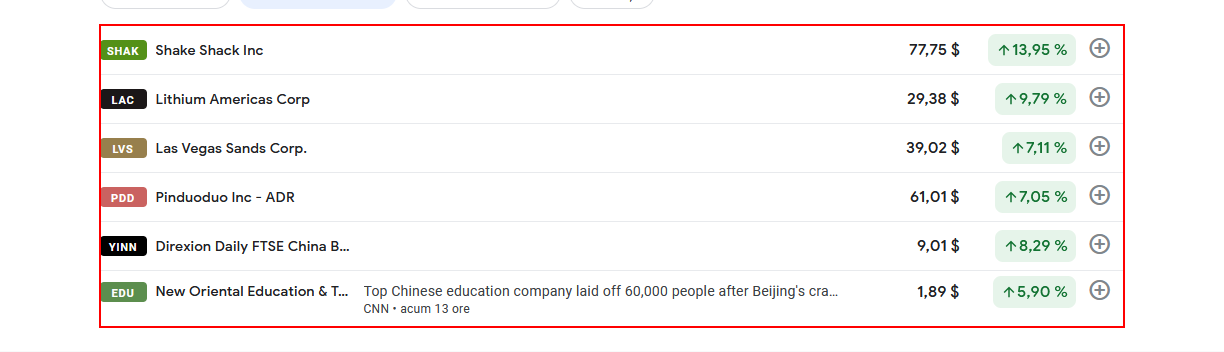 SHAK Shake Shack Inc 77,75 $ ↑13,95 %
LAC Lithium Americas Corp 29,38 $ ↑9,79 %
LVS Las Vegas Sands Corp. 39,02 $ ↑7,11 %
PDD Pinduoduo Inc - ADR 61,01 $ ↑7,05 %
YINN Direxion Daily FTSE China B... 9,01 $ ↑8,29 %
EDU New Oriental Education & T... Top Chinese education company laid off 60,000 people after Beijing's cra... 1,89 $ ↑5,90 %
CNN • acum 13 ore